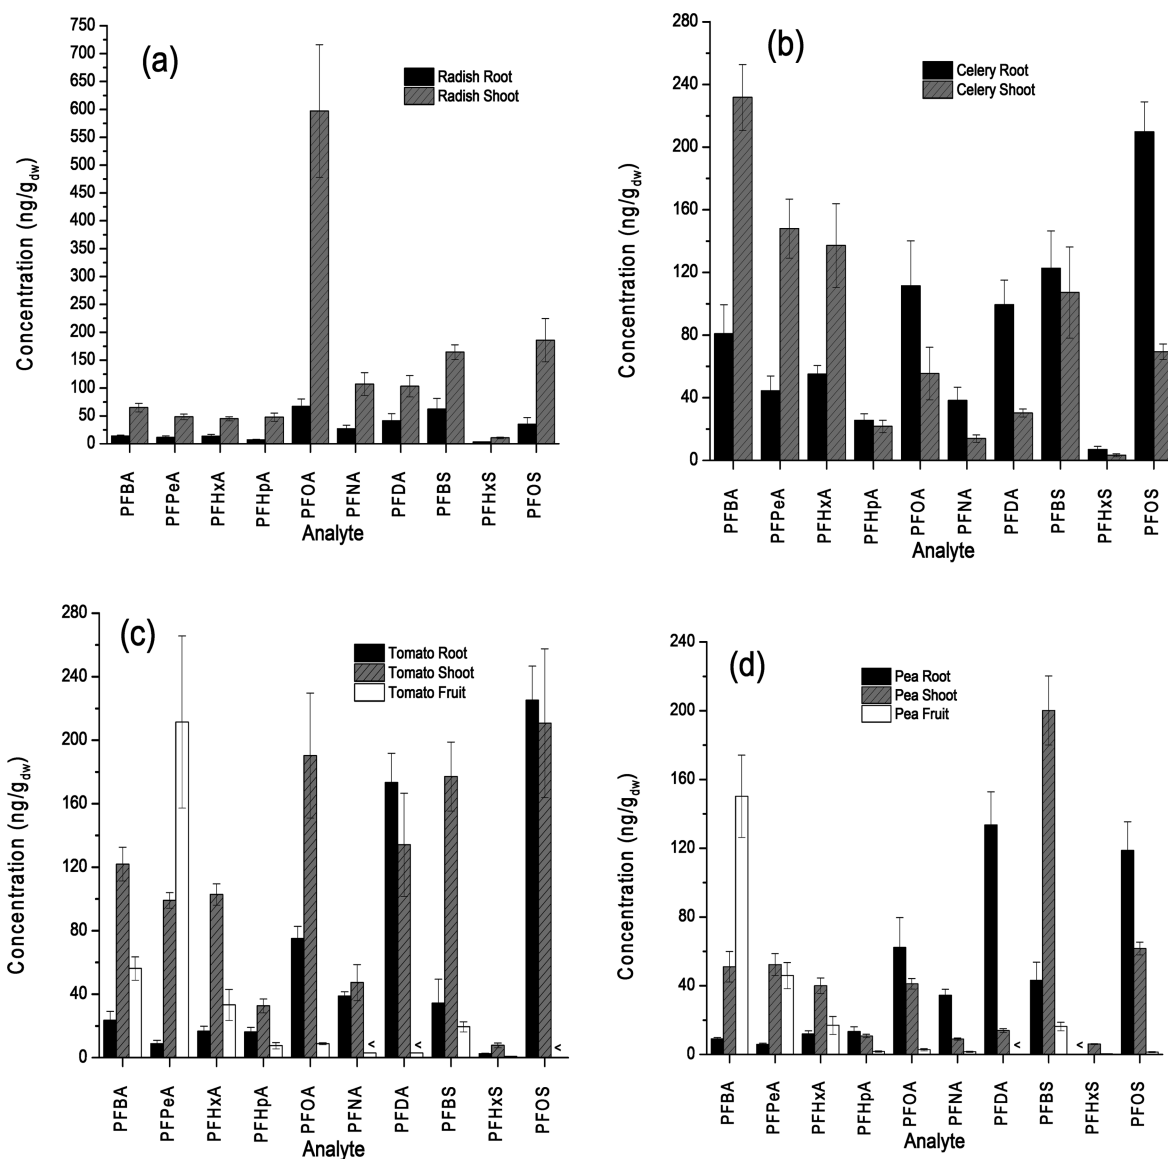 (a)
Radish Root
Radish Shoot
Concentration (ng/g_dw)
750
700
650
600
550
500
450
400
350
300
250
200
150
100
50
0
PFBA
PFPeA
PFHxA
PFHpA
PFOA
PFNA
PFDA
PFBS
PFHxS
PFOS
Analyte
(b)
Celery Root
Celery Shoot
Concentration (ng/g_dw)
280
240
200
160
120
80
40
0
PFBA
PFPeA
PFHxA
PFHpA
PFOA
PFNA
PFDA
PFBS
PFHxS
PFOS
Analyte
(c)
Tomato Root
Tomato Shoot
Tomato Fruit
Concentration (ng/g_dw)
280
240
200
160
120
80
40
0
< < <
PFBA
PFPeA
PFHxA
PFHpA
PFOA
PFNA
PFDA
PFBS
PFHxS
PFOS
Analyte
(d)
Pea Root
Pea Shoot
Pea Fruit
Concentration (ng/g_dw)
240
200
160
120
80
40
0
< <
PFBA
PFPeA
PFHxA
PFHpA
PFOA
PFNA
PFDA
PFBS
PFHxS
PFOS
Analyte